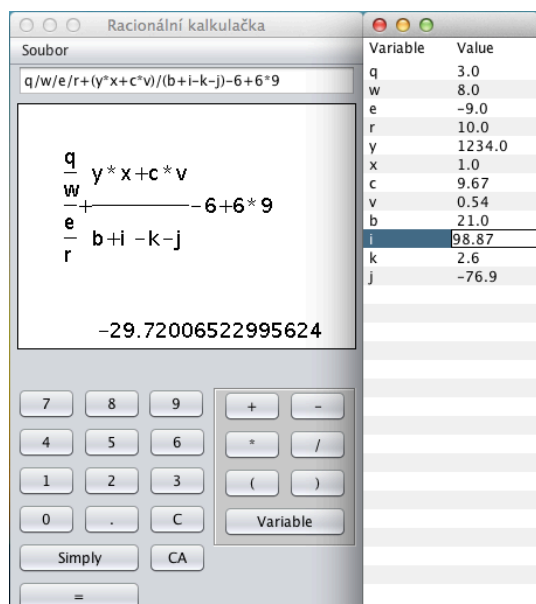 Racionální kalkulačka
Soubor
q/w/e/r+(y*x+c*v)/(b+i-k-j)-6+6*9
q
w
e
r
+
y*x+c*v
b+i -k-j
-6+6*9
-29.72006522995624
7 8 9 + -
4 5 6 * /
1 2 3 ( )
0 . C Variable
Simply CA
=
Variable Value
q 3.0
w 8.0
e -9.0
r 10.0
y 1234.0
x 1.0
c 9.67
v 0.54
b 21.0
i 98.87
k 2.6
j -76.9